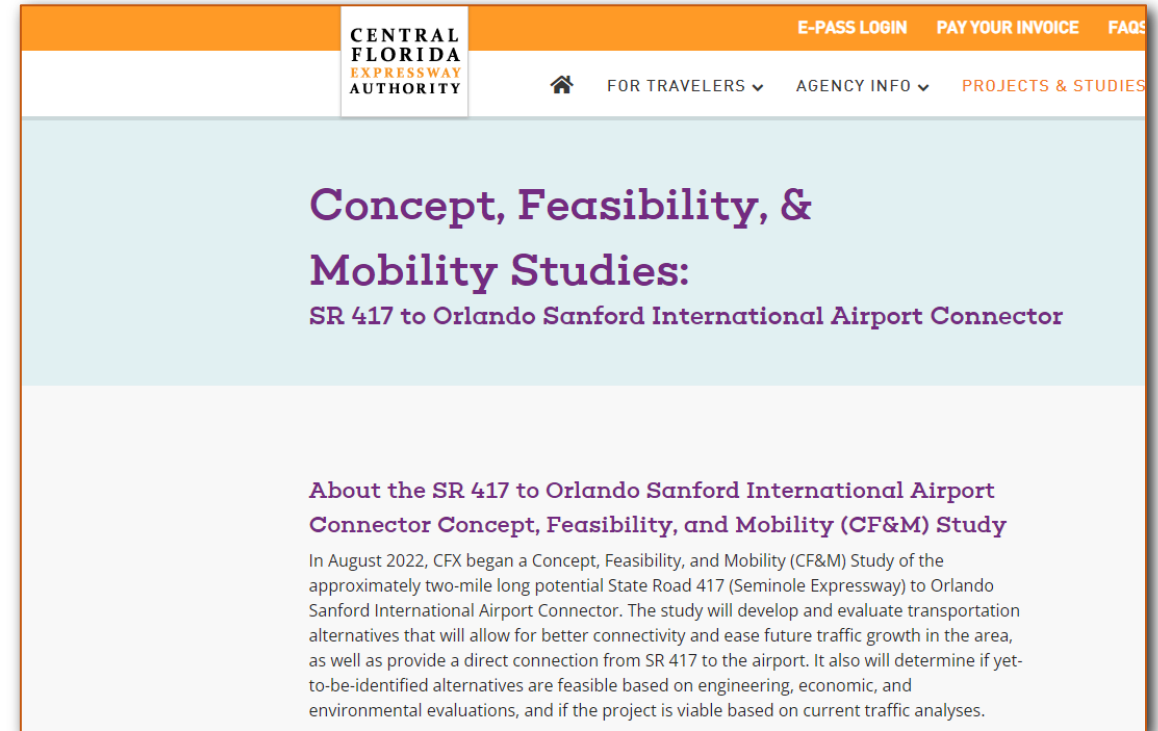 CENTRAL
FLORIDA
EXPRESSWAY
AUTHORITY
E-PASS LOGIN PAY YOUR INVOICE FAQS
FOR TRAVELERS AGENCY INFO PROJECTS & STUDIES
Concept, Feasibility, &
Mobility Studies:
SR 417 to Orlando Sanford International Airport Connector
About the SR 417 to Orlando Sanford International Airport
Connector Concept, Feasibility, and Mobility (CF&M) Study
In August 2022, CFX began a Concept, Feasibility, and Mobility (CF&M) Study of the
approximately two-mile long potential State Road 417 (Seminole Expressway) to Orlando
Sanford International Airport Connector. The study will develop and evaluate transportation
alternatives that will allow for better connectivity and ease future traffic growth in the area,
as well as provide a direct connection from SR 417 to the airport. It also will determine if yet-
to-be-identified alternatives are feasible based on engineering, economic, and
environmental evaluations, and if the project is viable based on current traffic analyses.